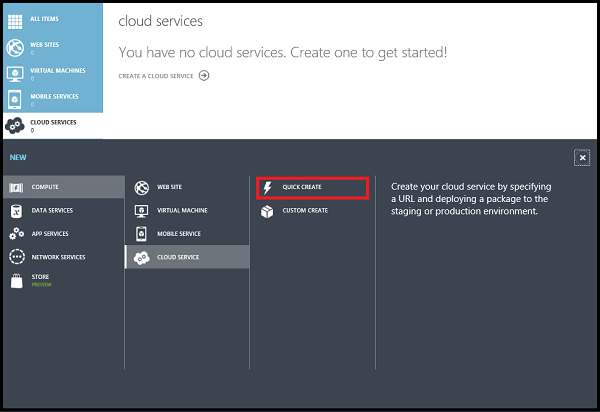 ALL ITEMS
WEB SITES
0
VIRTUAL MACHINES
0
MOBILE SERVICES
0
CLOUD SERVICES
0
cloud services
You have no cloud services. Create one to get started!
CREATE A CLOUD SERVICE
NEW
COMPUTE
DATA SERVICES
APP SERVICES
NETWORK SERVICES
STORE
PREVIEW
WEB SITE
VIRTUAL MACHINE
MOBILE SERVICE
CLOUD SERVICE
QUICK CREATE
CUSTOM CREATE
Create your cloud service by specifying
a URL and deploying a package to the
staging or production environment.